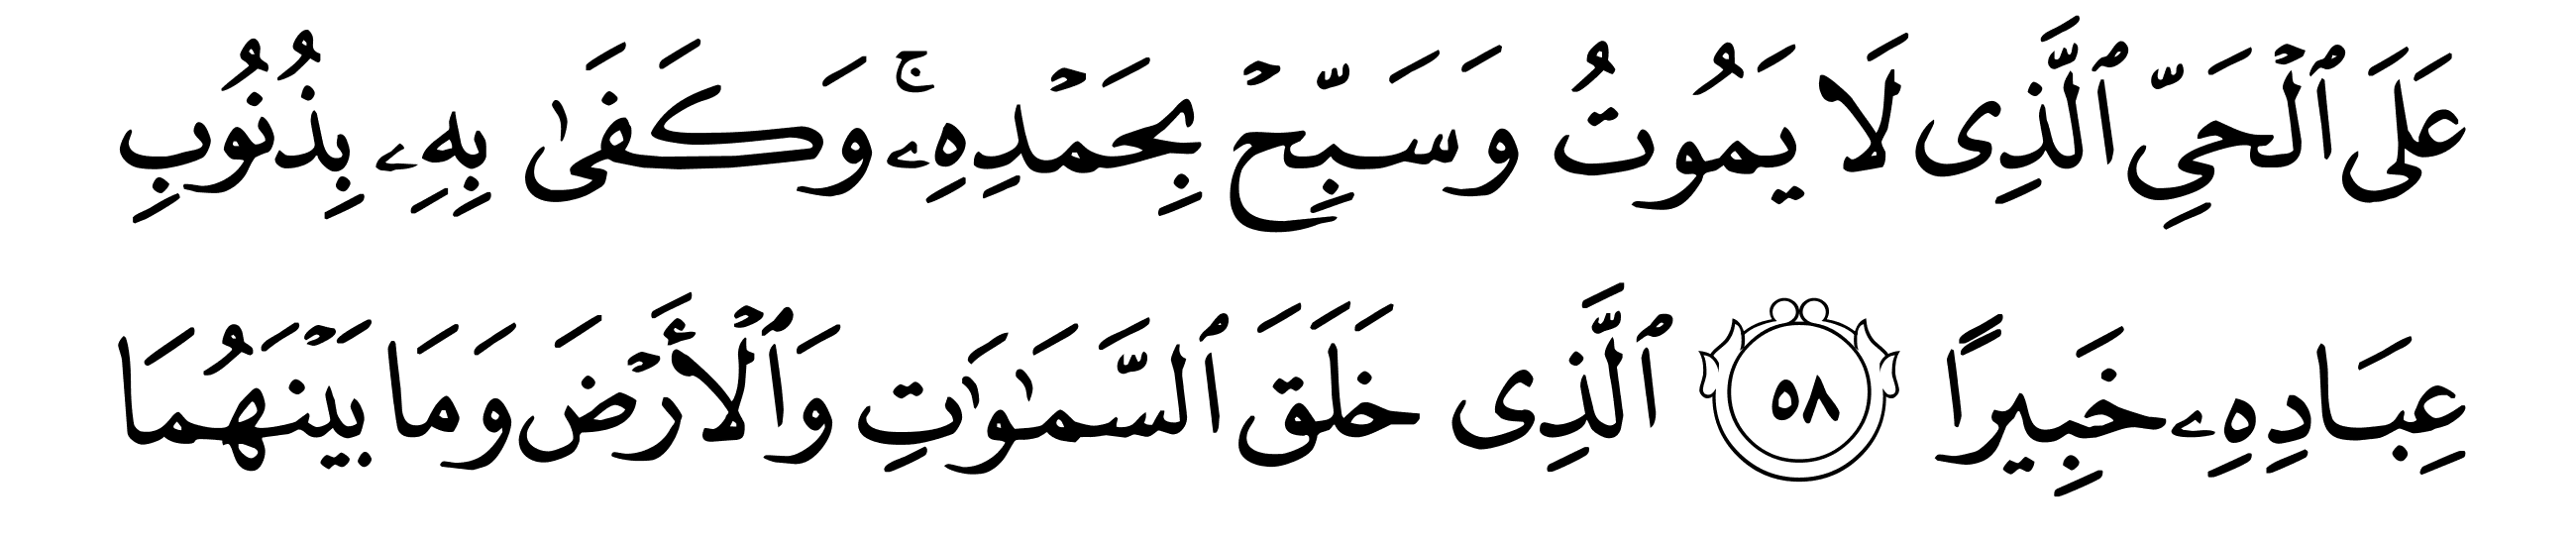 عَلَى ٱلْحَىِّ ٱلَّذِى لَا يَمُوتُ وَسَبِّحْ بِحَمْدِهِۦ ۚ وَكَفَىٰ بِهِۦ بِذُنُوبِ
عِبَادِهِۦ خَبِيرًا ٥٨ ٱلَّذِى خَلَقَ ٱلسَّمَـٰوَٰتِ وَٱلْأَرْضَ وَمَا بَيْنَهُمَا